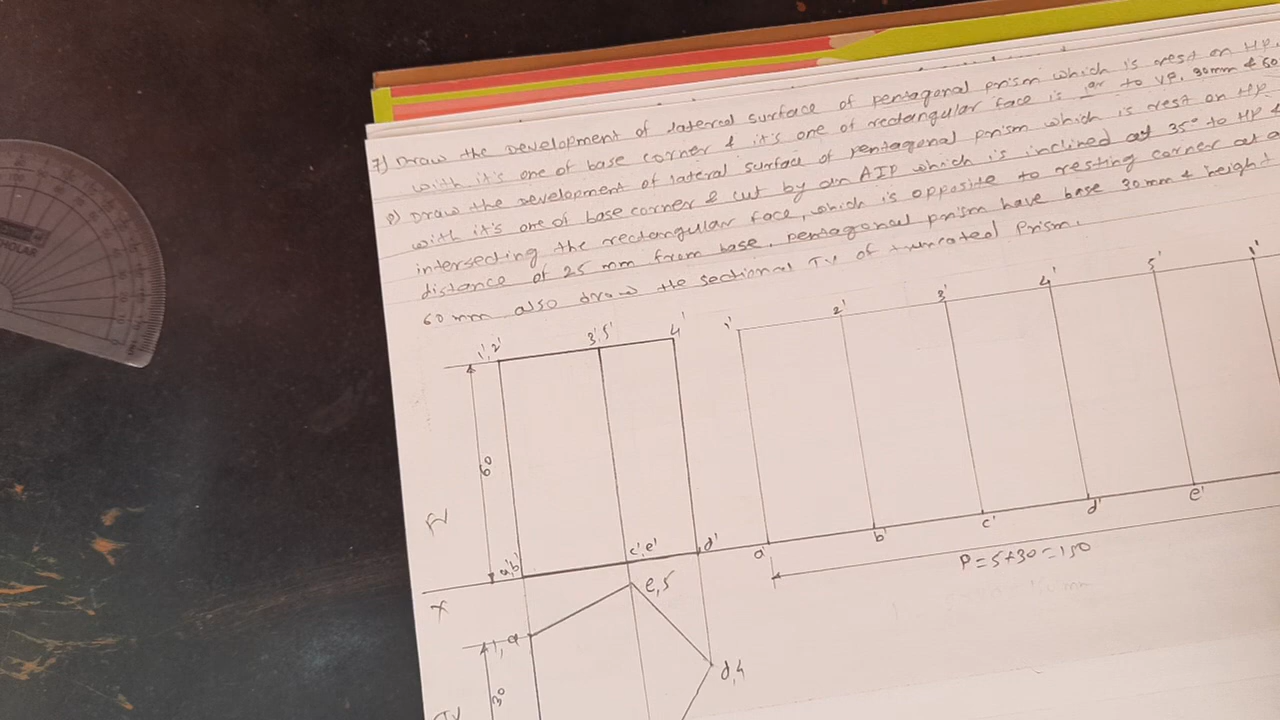 7) Draw the Development of lateral surface of pentagonal prism which is rest on HP
with it's one of base corner & it's one of rectangular face is ar to VP. 30mm & 60
8) Draw the Development of lateral surface of pentagonal prism which is rest on HP
with it's one of base corner & cut by an AIP which is inclined at 35° to HP &
intersecting the rectangular face, which is opposite to resting corner at a
distance of 25 mm from base. pentagonal prism have base 30mm & height
60 mm also draw the sectional TV of truncated Prism.
1',2' 3',5' 4' 1' 2' 3' 4' 5' 1'
60
FV
a',b' c',e' d' a' b' c' d' e'
P=5+30=150
X
e,5
1,a
d,4
30
TV